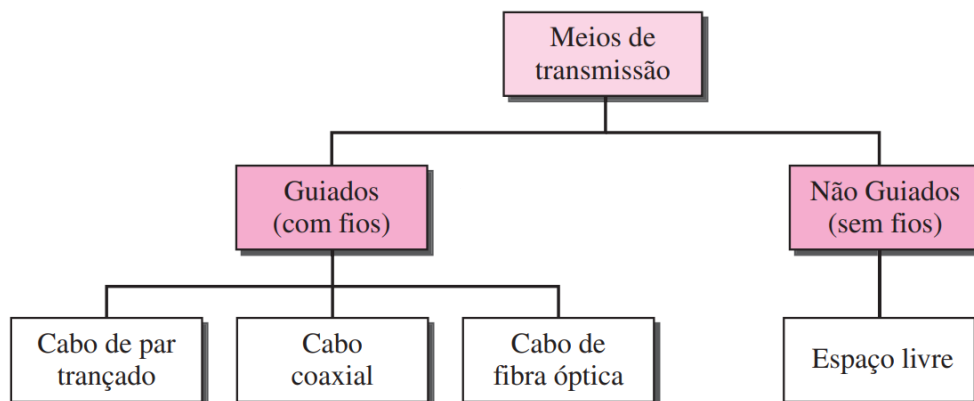 Meios de
transmissão
Guiados
(com fios)
Não Guiados
(sem fios)
Cabo de par
trançado
Cabo
coaxial
Cabo de
fibra óptica
Espaço livre